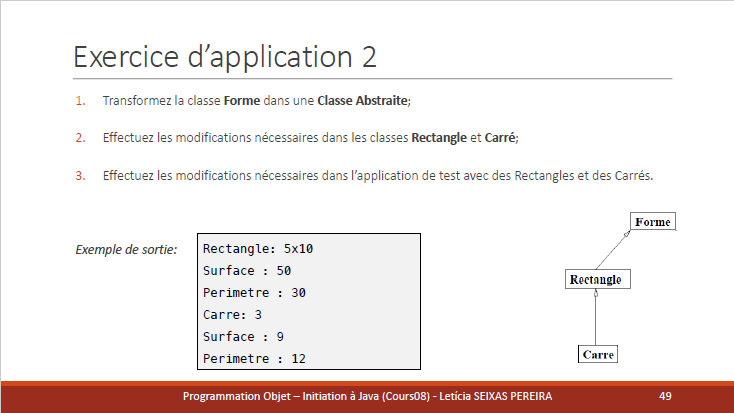 Exercice d'application 2
1. Transformez la classe Forme dans une Classe Abstraite;
2. Effectuez les modifications nécessaires dans les classes Rectangle et Carré;
3. Effectuez les modifications nécessaires dans l'application de test avec des Rectangles et des Carrés.
Exemple de sortie:
Rectangle: 5x10
Surface : 50
Perimetre : 30
Carre: 3
Surface : 9
Perimetre : 12
Forme
Rectangle
Carre
Programmation Objet – Initiation à Java (Cours08) - Letícia SEIXAS PEREIRA
49